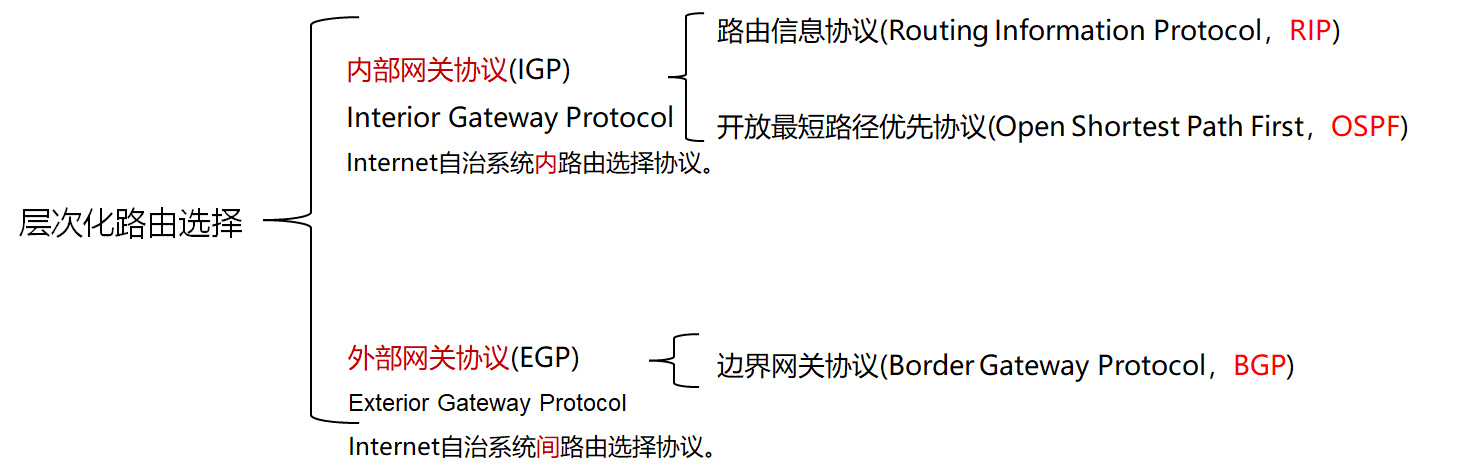 层次化路由选择
内部网关协议(IGP)
Interior Gateway Protocol
Internet自治系统内路由选择协议。
路由信息协议(Routing Information Protocol，RIP)
开放最短路径优先协议(Open Shortest Path First，OSPF)
外部网关协议(EGP)
Exterior Gateway Protocol
Internet自治系统间路由选择协议。
边界网关协议(Border Gateway Protocol，BGP)